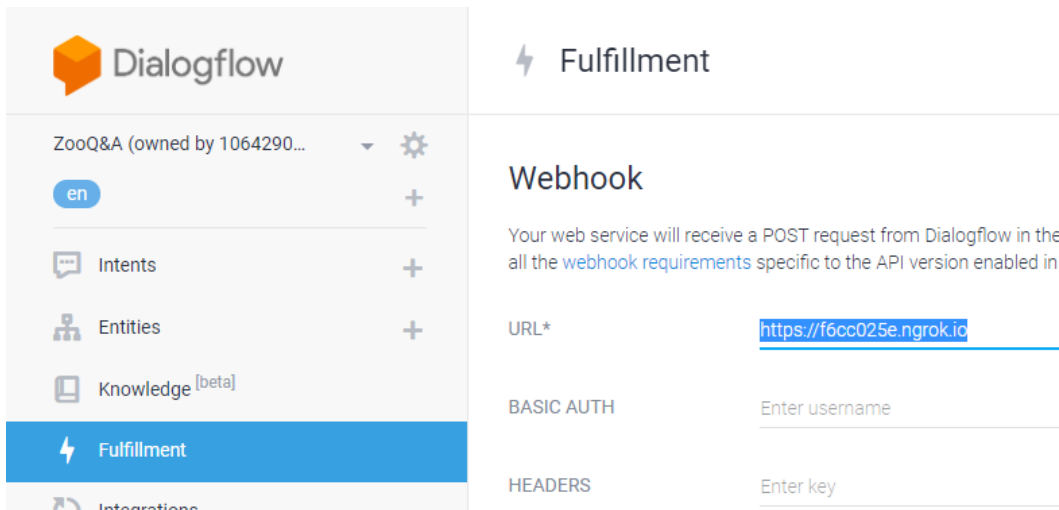 Dialogflow
Fulfillment
ZooQ&A (owned by 1064290...
en
Intents
Entities
Knowledge [beta]
Fulfillment
Integrations
Webhook
Your web service will receive a POST request from Dialogflow in the
all the webhook requirements specific to the API version enabled in
URL*
https://f6cc025e.ngrok.io
BASIC AUTH
Enter username
HEADERS
Enter key